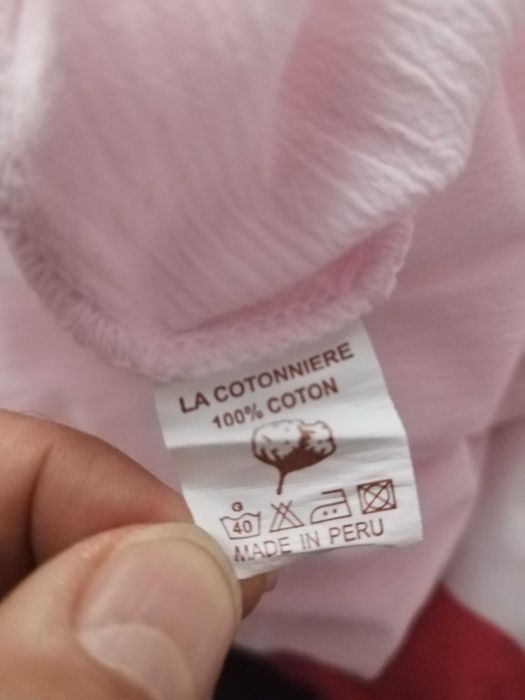 LA COTONNIERE
100% COTON
G
40
MADE IN PERU